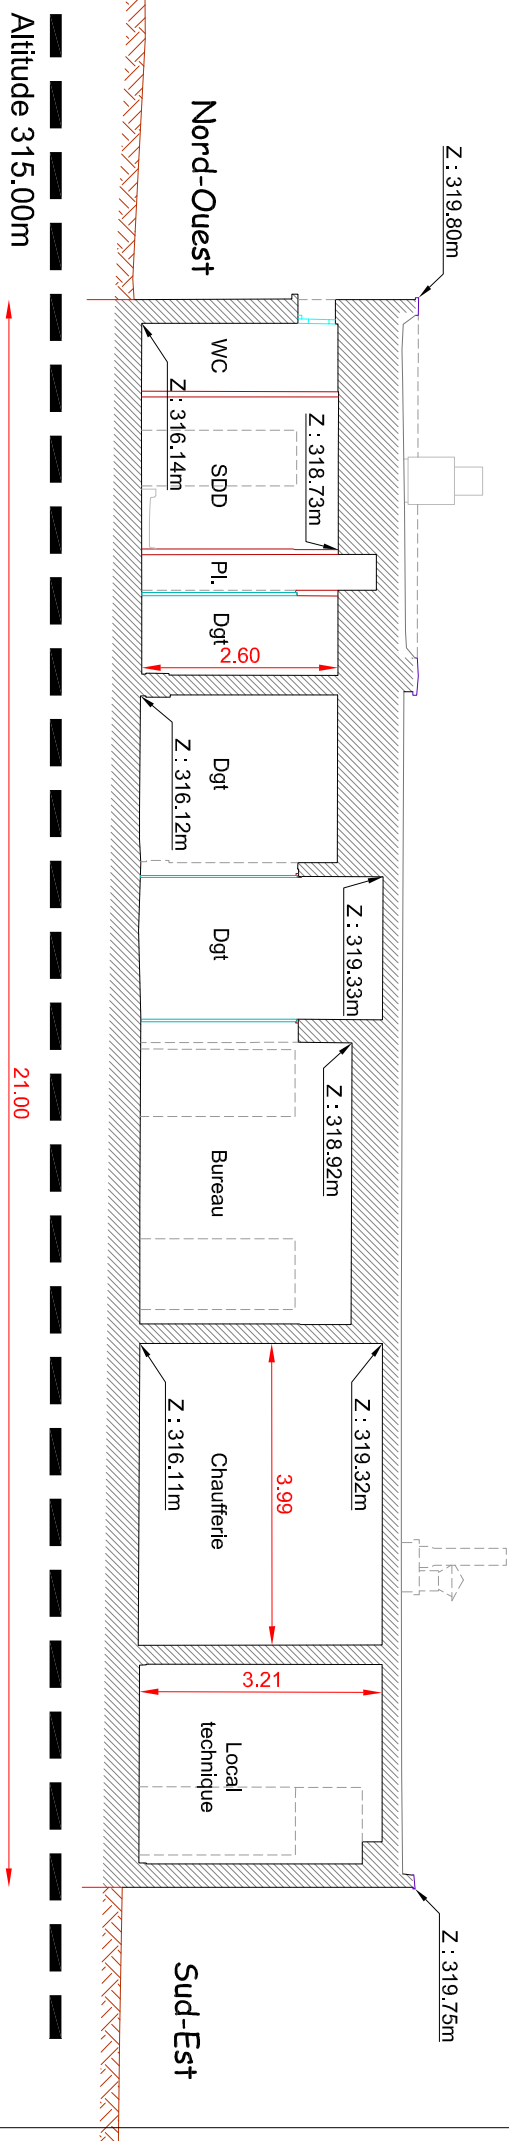 Z : 319.80m
Z : 319.75m
Nord-Ouest
Sud-Est
Z : 318.73m
Z : 319.33m
Z : 318.92m
Z : 319.32m
WC
SDD
Pl.
Dgt
2.60
Dgt
Dgt
Bureau
Chaufferie
3.99
3.21
Local
technique
Z : 316.14m
Z : 316.12m
Z : 316.11m
Altitude 315.00m
21.00